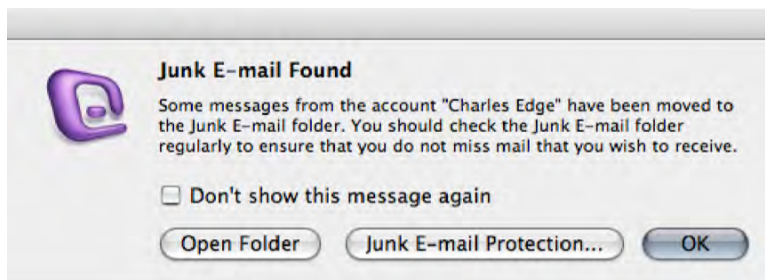 Junk E-mail Found
Some messages from the account "Charles Edge" have been moved to
the Junk E-mail folder. You should check the Junk E-mail folder
regularly to ensure that you do not miss mail that you wish to receive.
Don't show this message again
Open Folder Junk E-mail Protection... OK